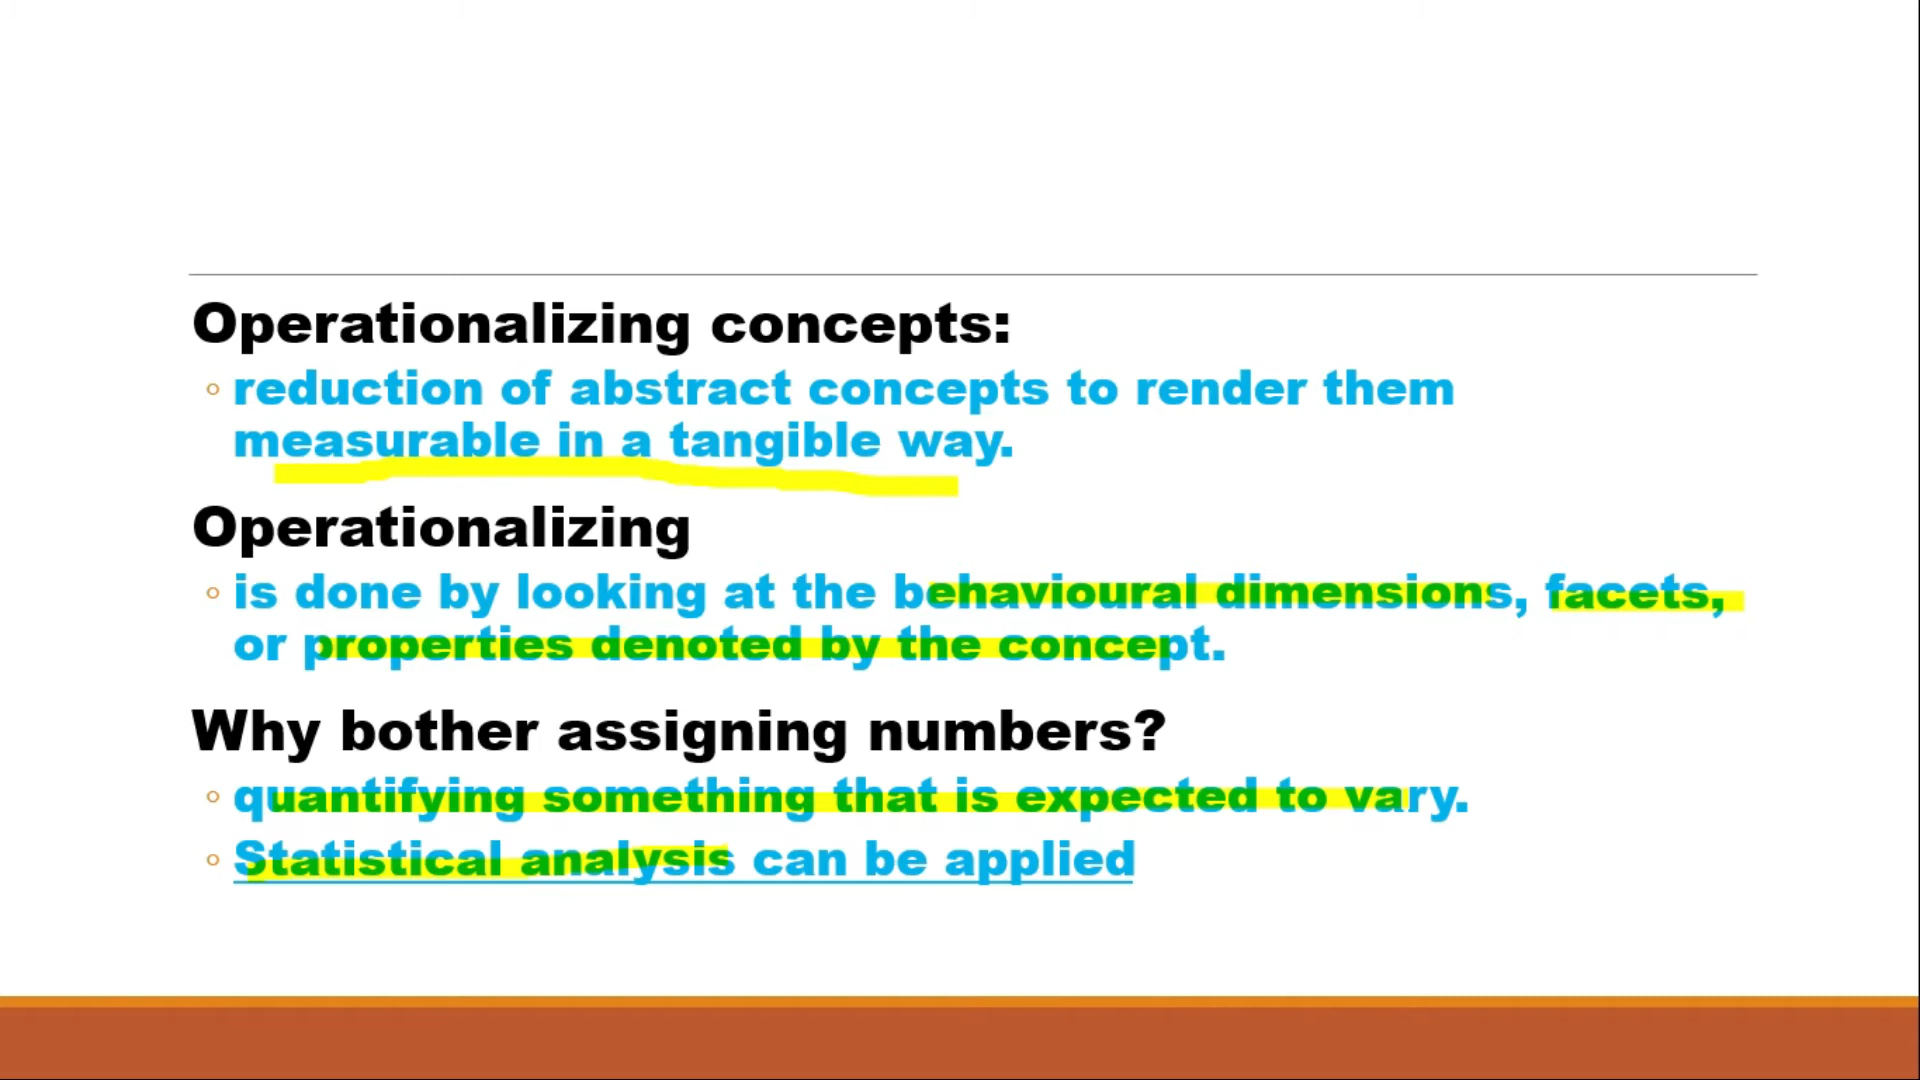 Operationalizing concepts:
reduction of abstract concepts to render them
measurable in a tangible way.
Operationalizing
is done by looking at the behavioural dimensions, facets,
or properties denoted by the concept.
Why bother assigning numbers?
quantifying something that is expected to vary.
Statistical analysis can be applied